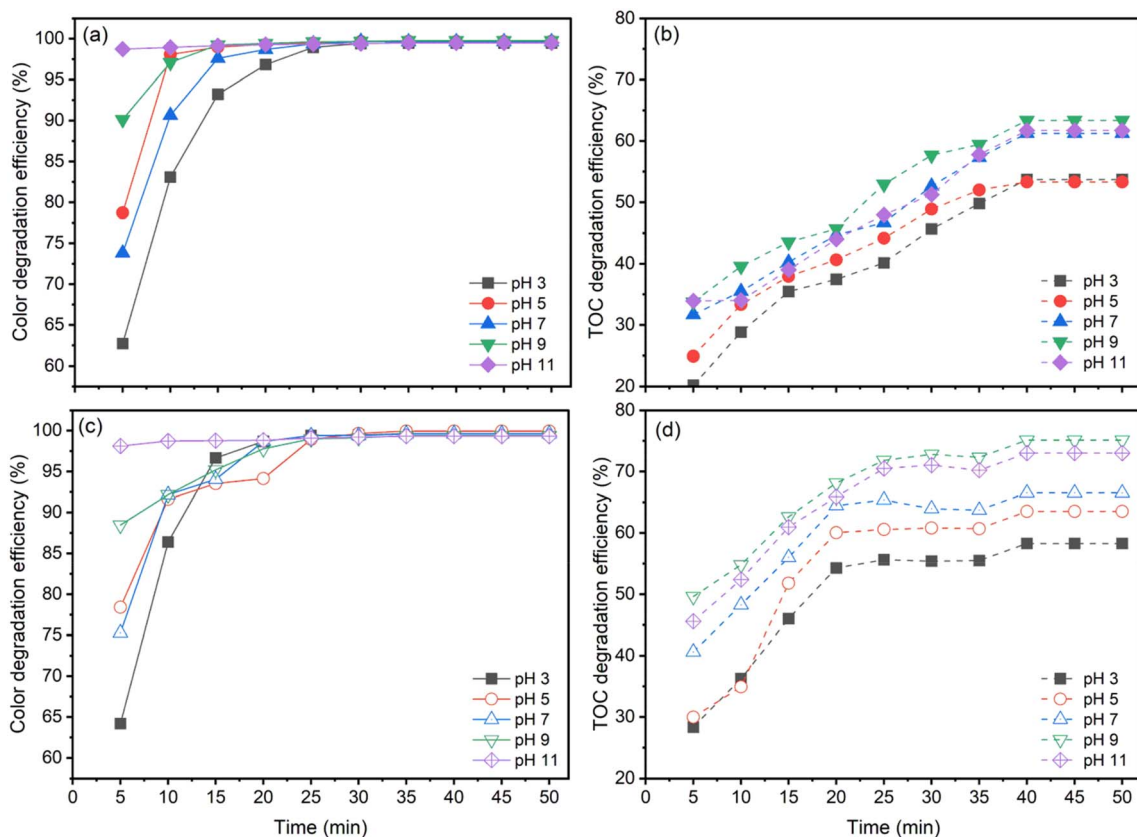 (a)
Color degradation efficiency (%)
100
95
90
85
80
75
70
65
60
pH 3
pH 5
pH 7
pH 9
pH 11
(b)
TOC degradation efficiency (%)
80
70
60
50
40
30
20
pH 3
pH 5
pH 7
pH 9
pH 11
(c)
Color degradation efficiency (%)
100
95
90
85
80
75
70
65
60
pH 3
pH 5
pH 7
pH 9
pH 11
0 5 10 15 20 25 30 35 40 45 50
Time (min)
(d)
TOC degradation efficiency (%)
80
70
60
50
40
30
20
pH 3
pH 5
pH 7
pH 9
pH 11
0 5 10 15 20 25 30 35 40 45 50
Time (min)